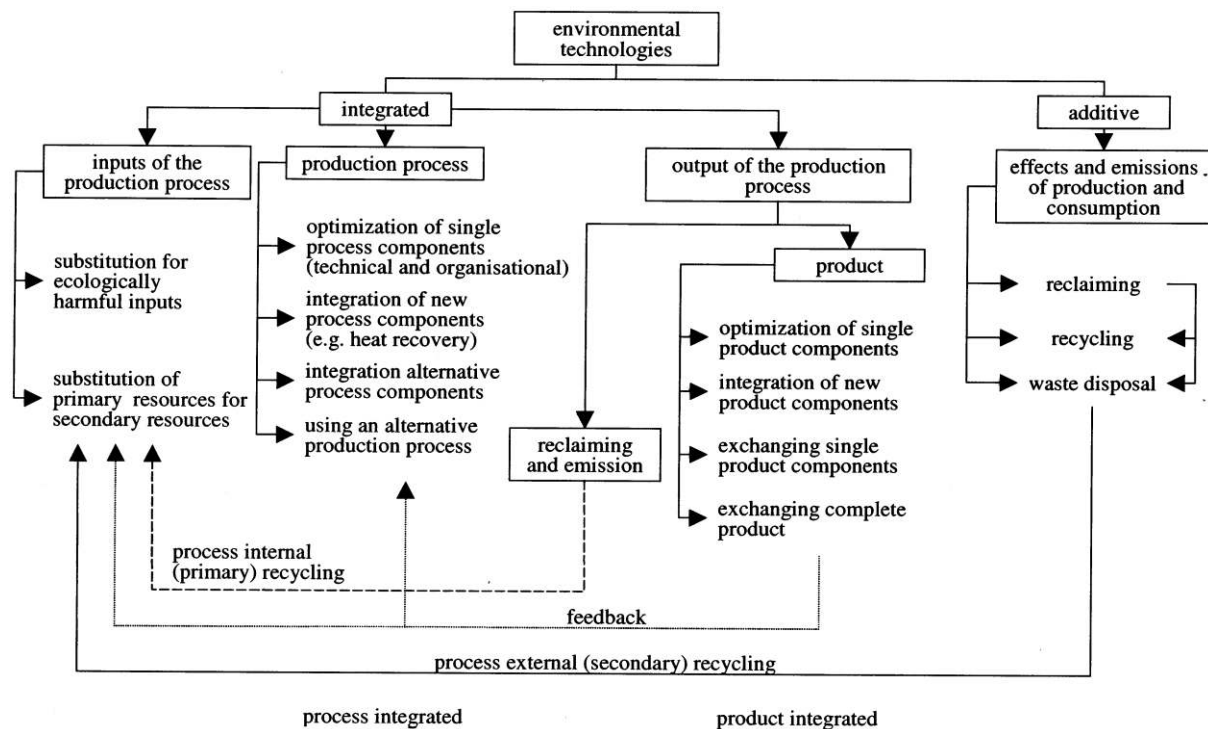 environmental
technologies
integrated
additive
inputs of the
production process
production process
output of the production
process
effects and emissions
of production and
consumption
substitution for
ecologically
harmful inputs
substitution of
primary resources for
secondary resources
optimization of single
process components
(technical and organisational)
integration of new
process components
(e.g. heat recovery)
integration alternative
process components
using an alternative
production process
reclaiming
and emission
product
optimization of single
product components
integration of new
product components
exchanging single
product components
exchanging complete
product
reclaiming
recycling
waste disposal
process internal
(primary) recycling
feedback
process external (secondary) recycling
process integrated
product integrated